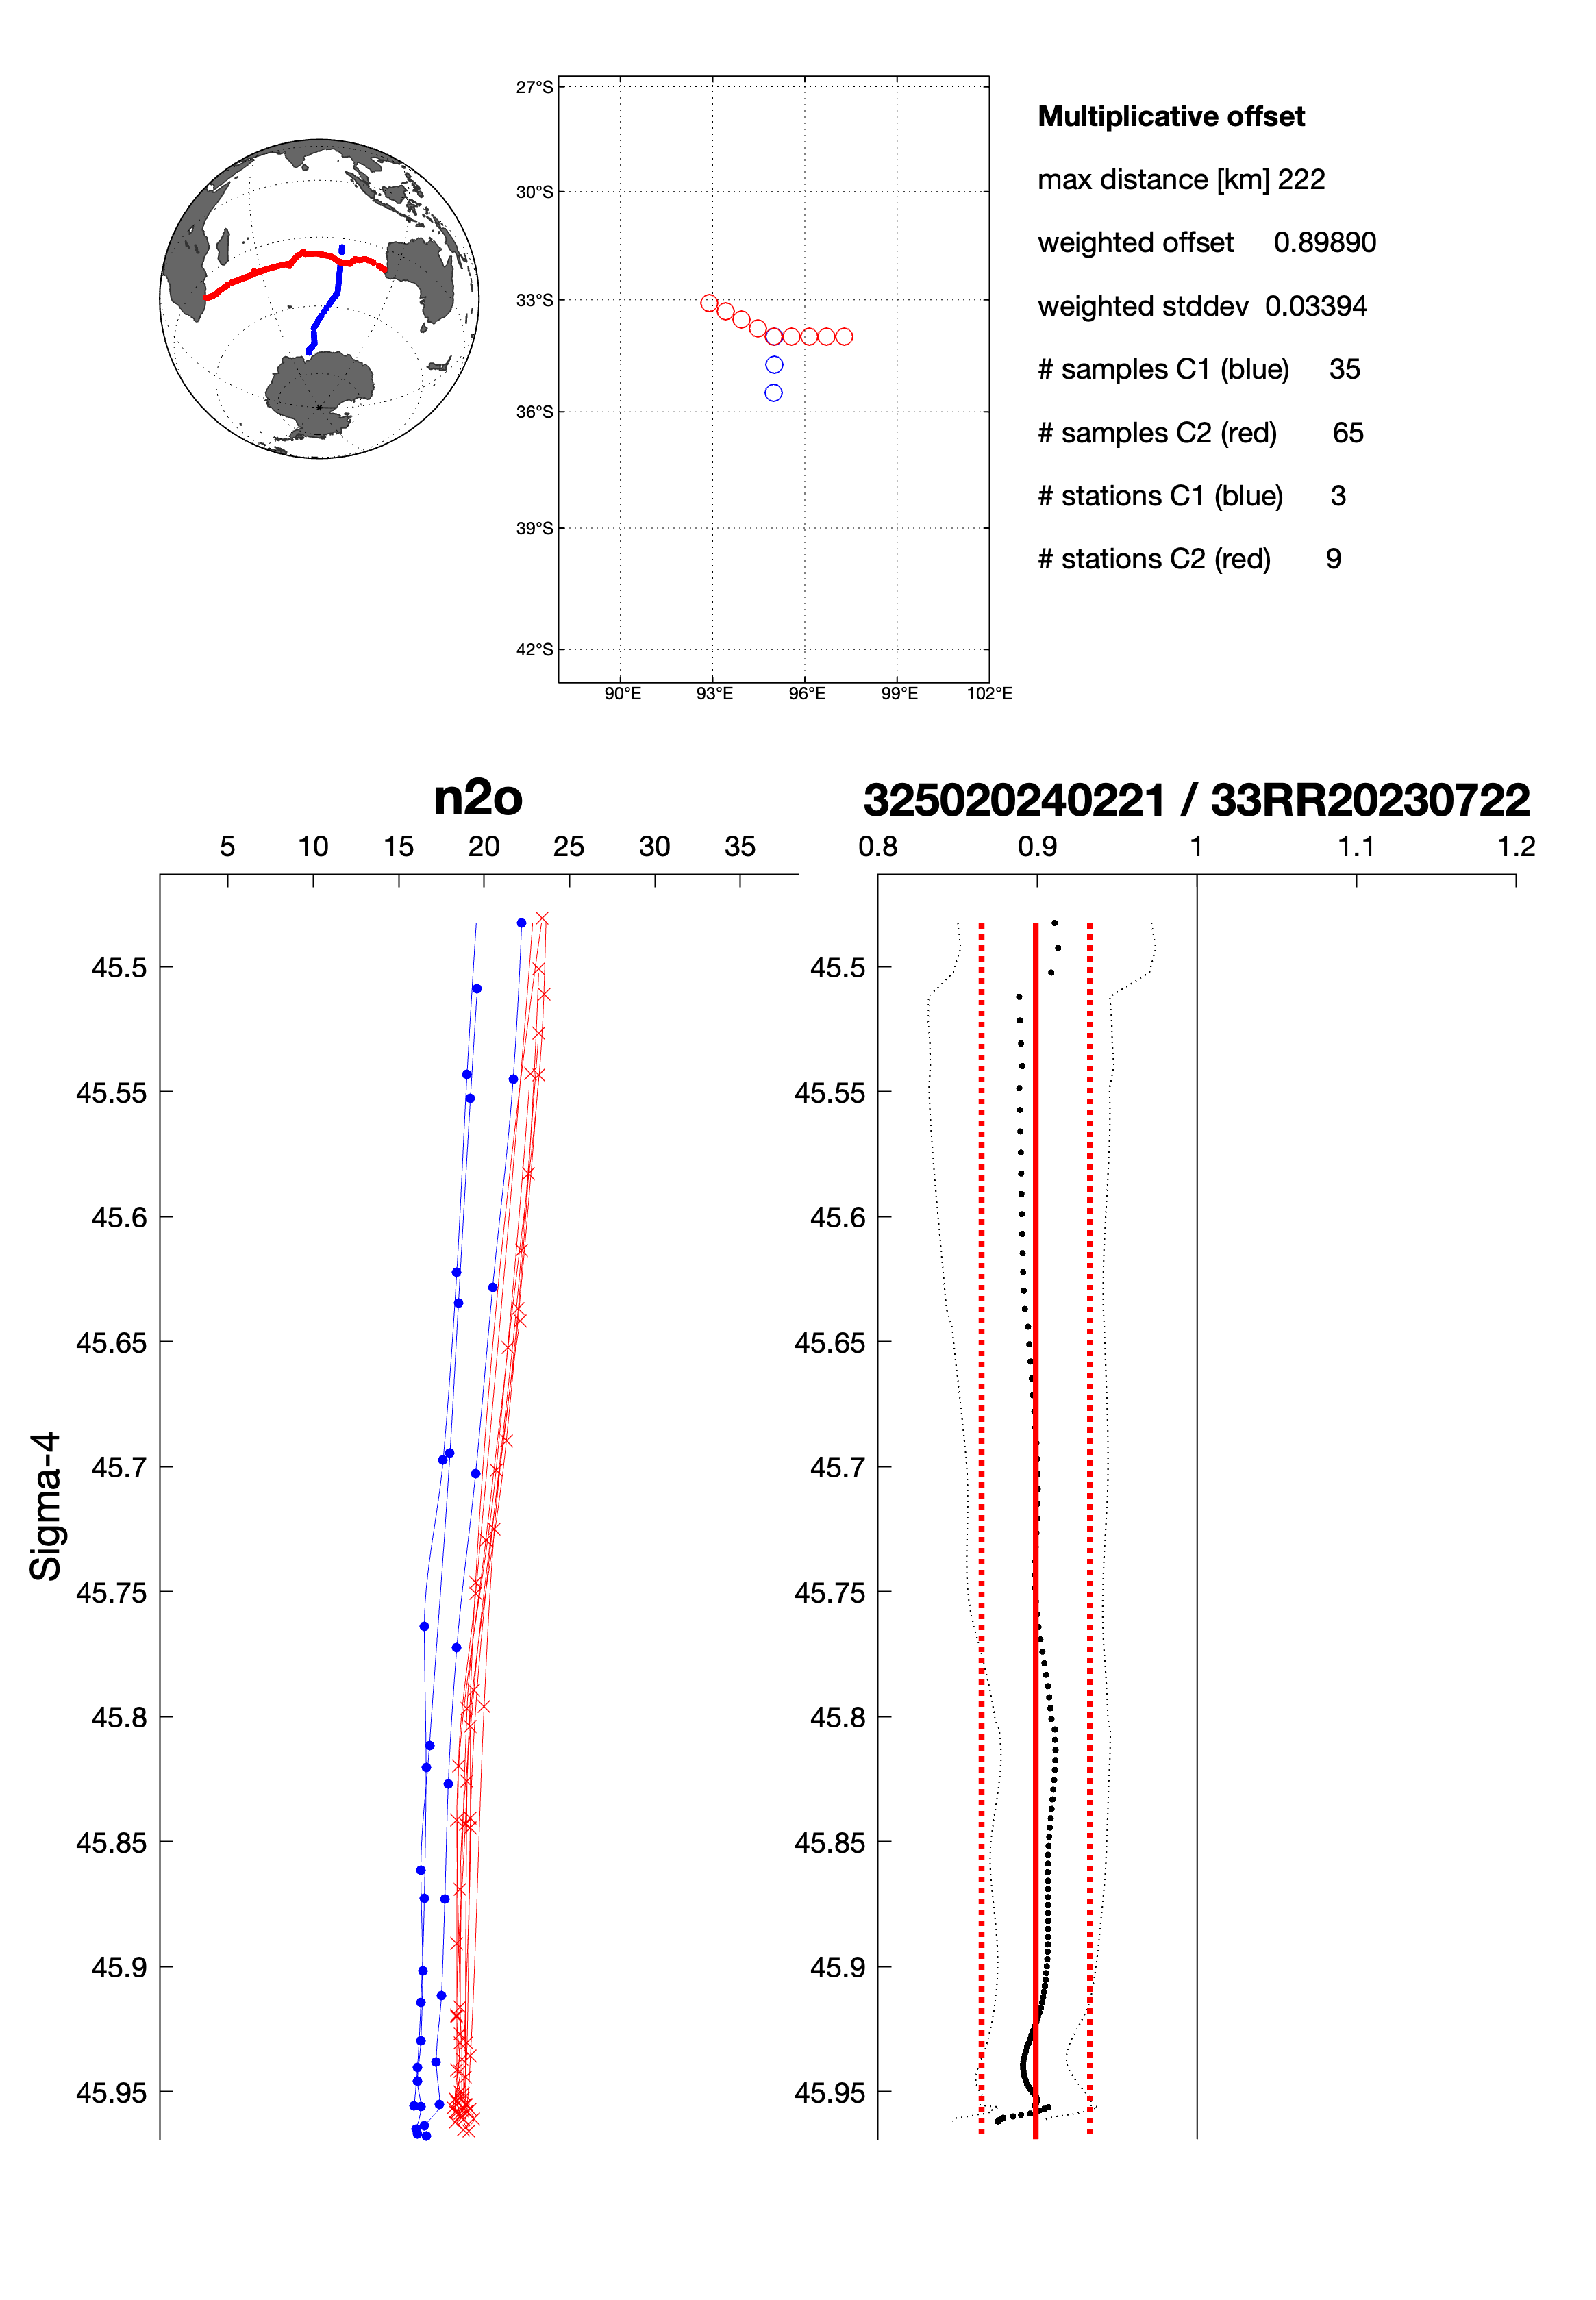 27°S
30°S
33°S
36°S
39°S
42°S
90°E 93°E 96°E 99°E 102°E
Multiplicative offset
max distance [km] 222
weighted offset 0.89890
weighted stddev 0.03394
# samples C1 (blue) 35
# samples C2 (red) 65
# stations C1 (blue) 3
# stations C2 (red) 9
n2o
5 10 15 20 25 30 35
45.5
45.55
45.6
45.65
45.7
45.75
45.8
45.85
45.9
45.95
Sigma-4
325020240221 / 33RR20230722
0.8 0.9 1 1.1 1.2
45.5
45.55
45.6
45.65
45.7
45.75
45.8
45.85
45.9
45.95